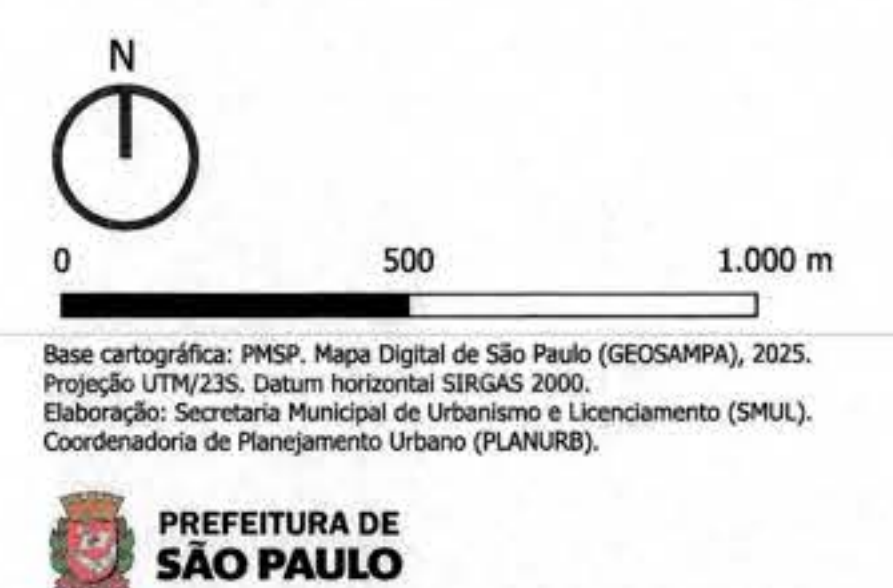 N
0 500 1.000 m
Base cartográfica: PMSP. Mapa Digital de São Paulo (GEOSAMPA), 2025.
Projeção UTM/23S. Datum horizontal SIRGAS 2000.
Elaboração: Secretaria Municipal de Urbanismo e Licenciamento (SMUL).
Coordenadoria de Planejamento Urbano (PLANURB).
PREFEITURA DE
SÃO PAULO